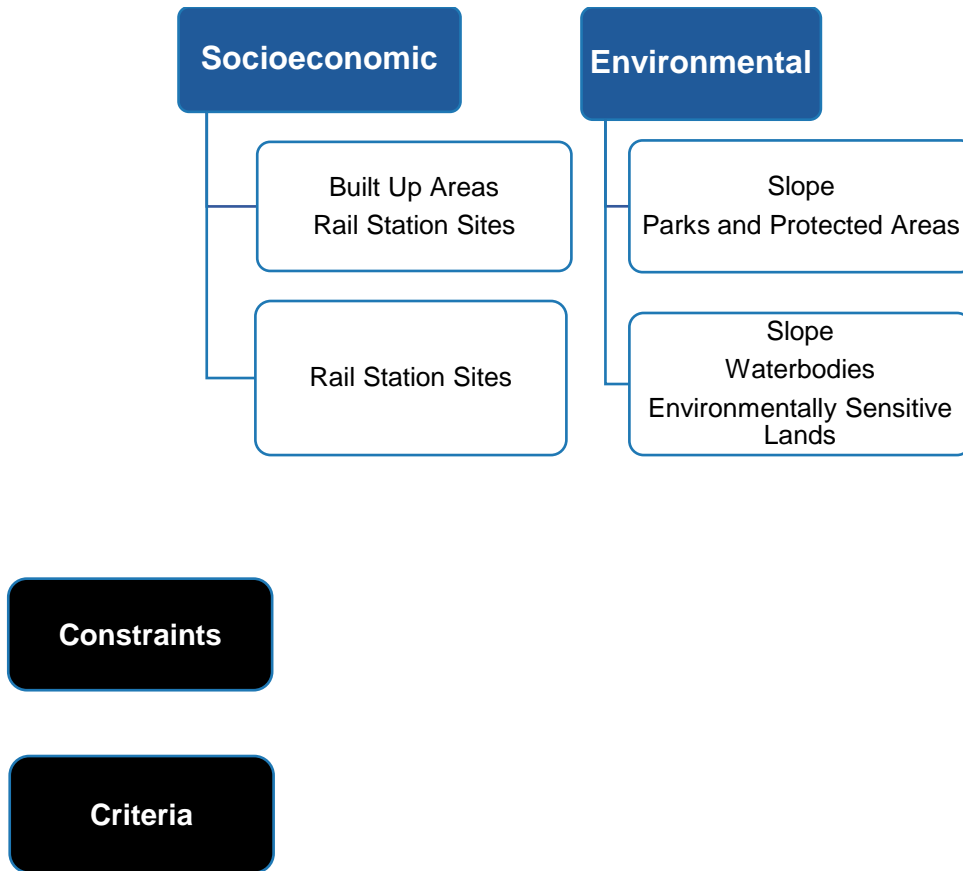 Socioeconomic
Environmental
Built Up Areas
Rail Station Sites
Slope
Parks and Protected Areas
Rail Station Sites
Slope
Waterbodies
Environmentally Sensitive
Lands
Constraints
Criteria